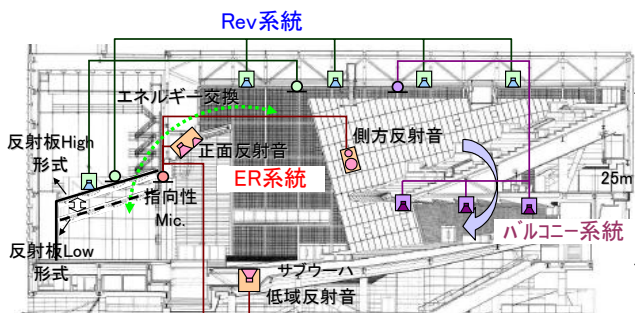 Rev系統
エネルギー交換
反射板High
形式
正面反射音
側方反射音
ER系統
25m
指向性
Mic.
反射板Low
形式
バルコニー系統
サブウーハ
低域反射音